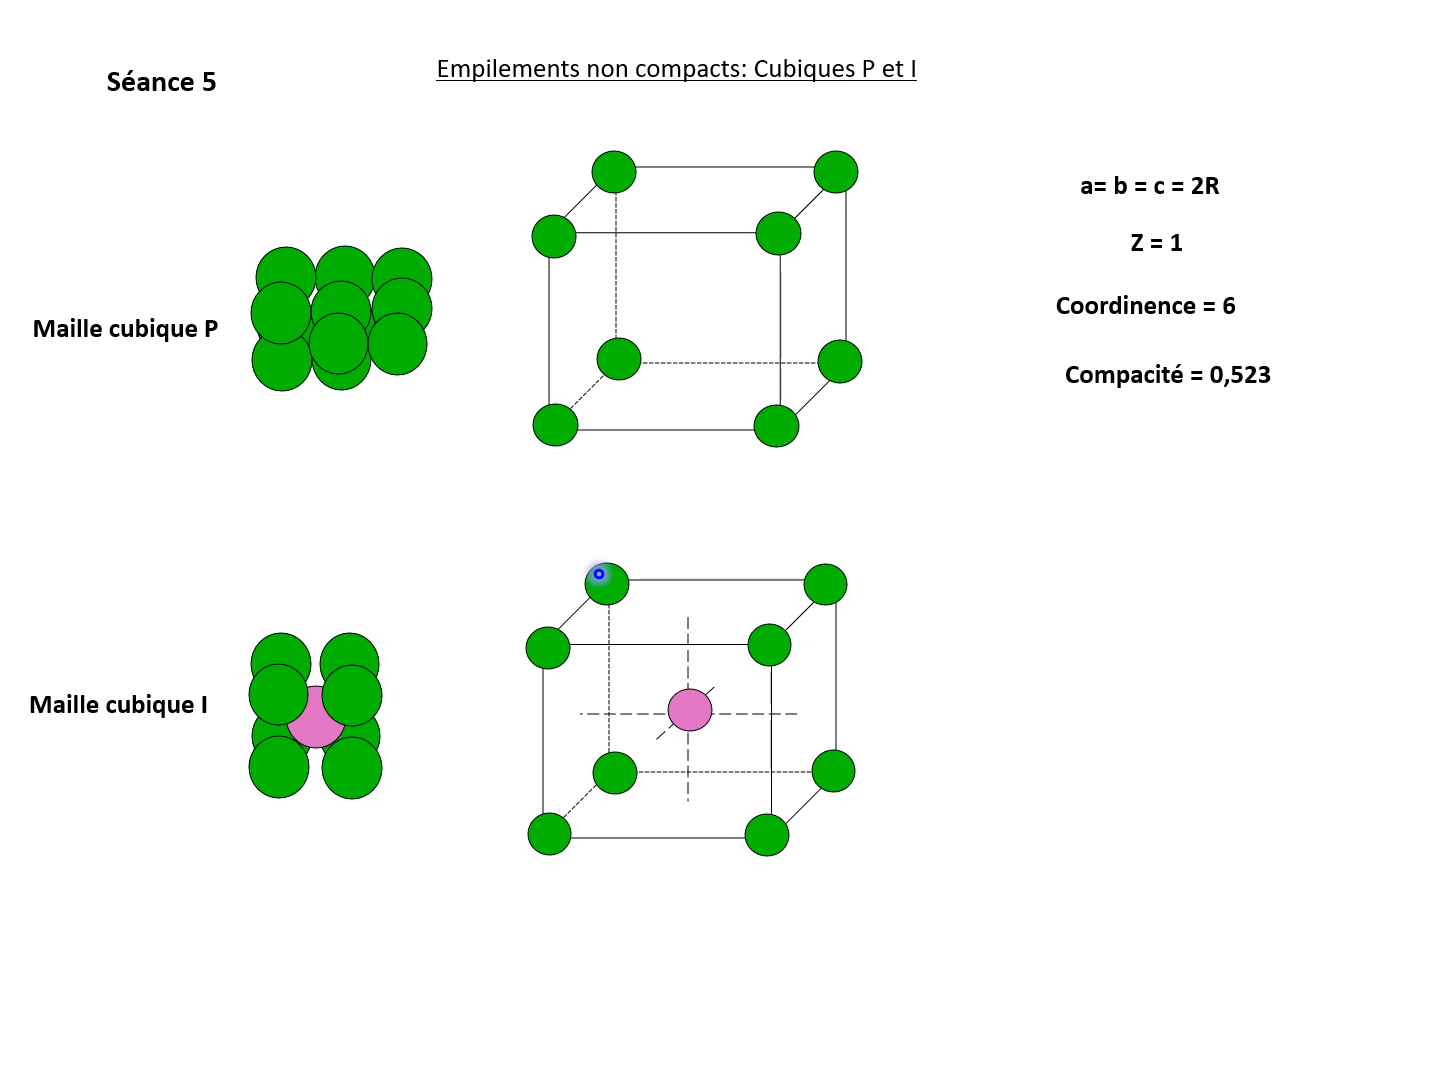 Séance 5
Empilements non compacts: Cubiques P et I
a= b = c = 2R
Z = 1
Maille cubique P
Coordinence = 6
Compacité = 0,523
Maille cubique I